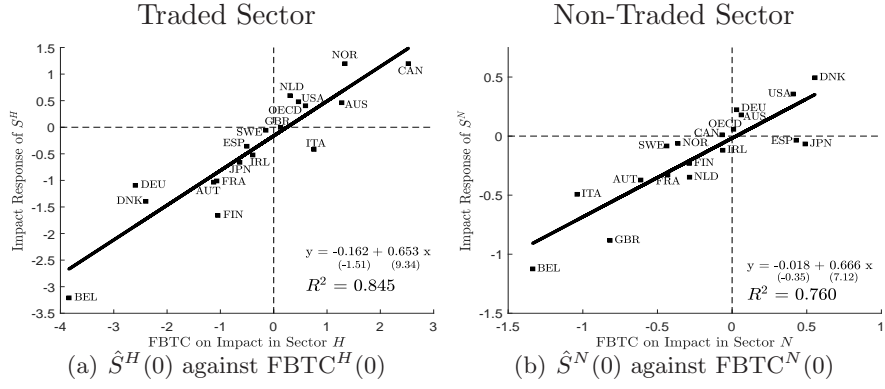 Traded Sector
Non-Traded Sector
Impact Response of S^H
1.5
1
0.5
0
-0.5
-1
-1.5
-2
-2.5
-3
-3.5
-4
-3
-2
-1
0
1
2
3
NOR
CAN
NLD
USA
OECD
AUS
GBR
SWE
ESP
ITA
IRL
JPN
FRA
AUT
DEU
DNK
FIN
BEL
y = -0.162 + 0.653 x
(-1.51) (9.34)
R² = 0.845
FBTC on Impact in Sector H
Impact Response of S^N
0.5
0
-0.5
-1
-1.5
-1.5
-1
-0.5
0
0.5
1
DNK
USA
DEU
AUS
OECD
CAN
ESP
JPN
SWE
NOR
IRL
FIN
FRA
NLD
AUT
ITA
GBR
BEL
y = -0.018 + 0.666 x
(-0.35) (7.12)
R² = 0.760
FBTC on Impact in Sector N
(a) Ŝ^H(0) against FBTC^H(0)
(b) Ŝ^N(0) against FBTC^N(0)